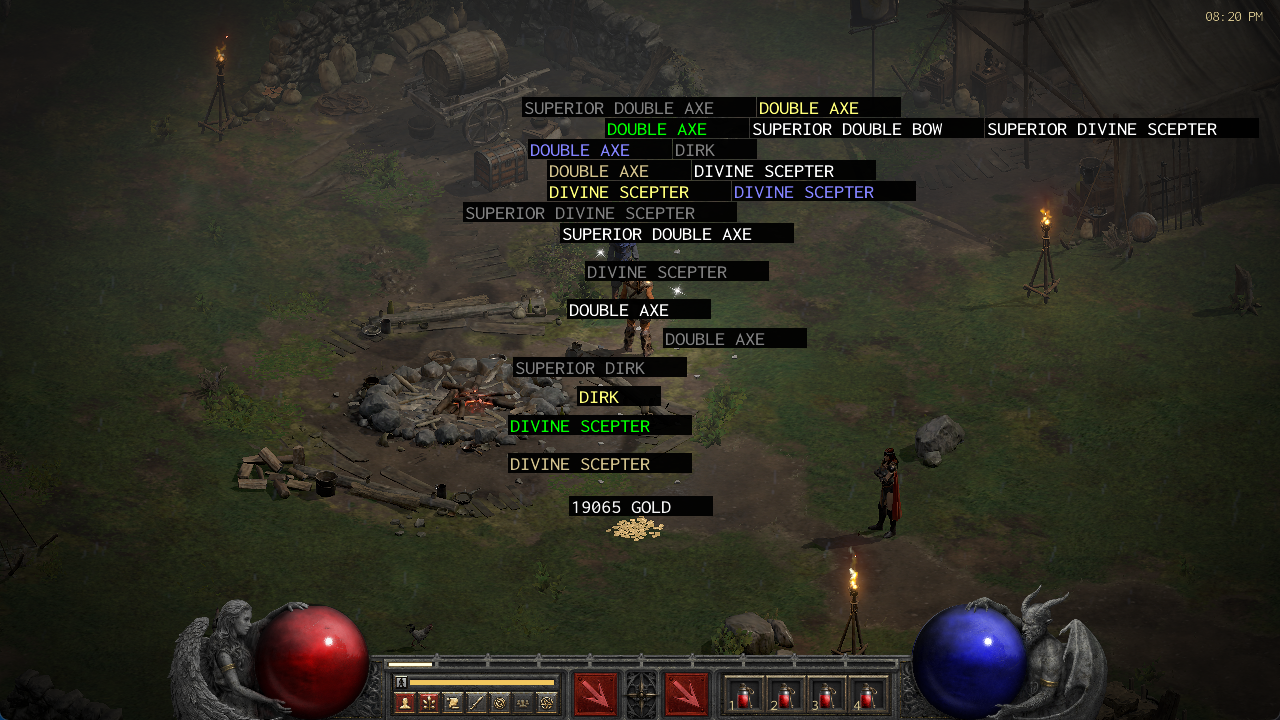 08:20 PM
SUPERIOR DOUBLE AXE DOUBLE AXE
DOUBLE AXE SUPERIOR DOUBLE BOW SUPERIOR DIVINE SCEPTER
DOUBLE AXE DIRK
DOUBLE AXE DIVINE SCEPTER
DIVINE SCEPTER DIVINE SCEPTER
SUPERIOR DIVINE SCEPTER
SUPERIOR DOUBLE AXE
DIVINE SCEPTER
DOUBLE AXE
DOUBLE AXE
SUPERIOR DIRK
DIRK
DIVINE SCEPTER
DIVINE SCEPTER
19065 GOLD
1 2 3 4